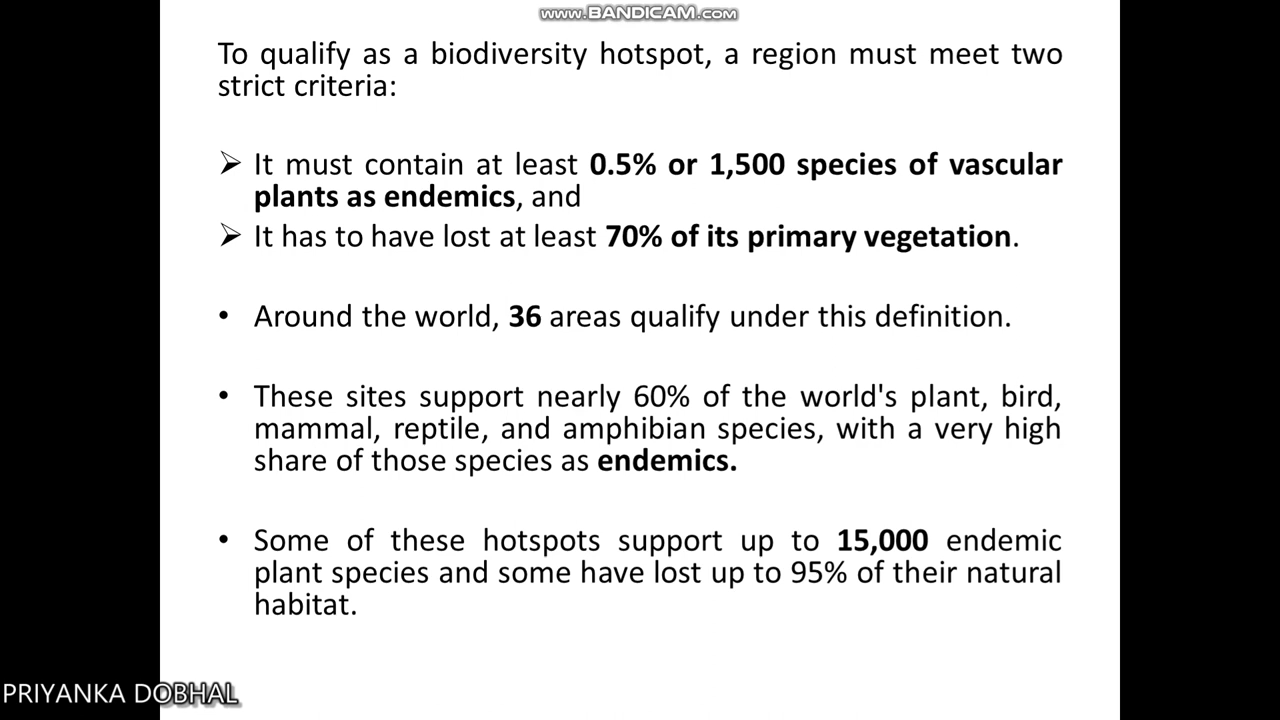 www.BANDICAM.com
To qualify as a biodiversity hotspot, a region must meet two
strict criteria:
➢ It must contain at least 0.5% or 1,500 species of vascular
plants as endemics, and
➢ It has to have lost at least 70% of its primary vegetation.
• Around the world, 36 areas qualify under this definition.
• These sites support nearly 60% of the world's plant, bird,
mammal, reptile, and amphibian species, with a very high
share of those species as endemics.
• Some of these hotspots support up to 15,000 endemic
plant species and some have lost up to 95% of their natural
habitat.
PRIYANKA DOBHAL